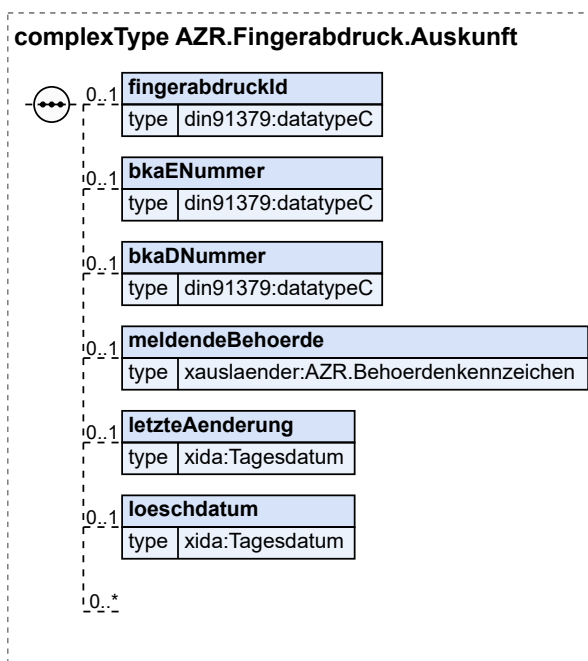 complexType AZR.Fingerabdruck.Auskunft
0..1 fingerabdruckId
type din91379:datatypeC
0..1 bkaENummer
type din91379:datatypeC
0..1 bkaDNummer
type din91379:datatypeC
0..1 meldendeBehoerde
type xauslaender:AZR.Behoerdenkennzeichen
0..1 letzteAenderung
type xida:Tagesdatum
0..1 loeschdatum
type xida:Tagesdatum
0..*